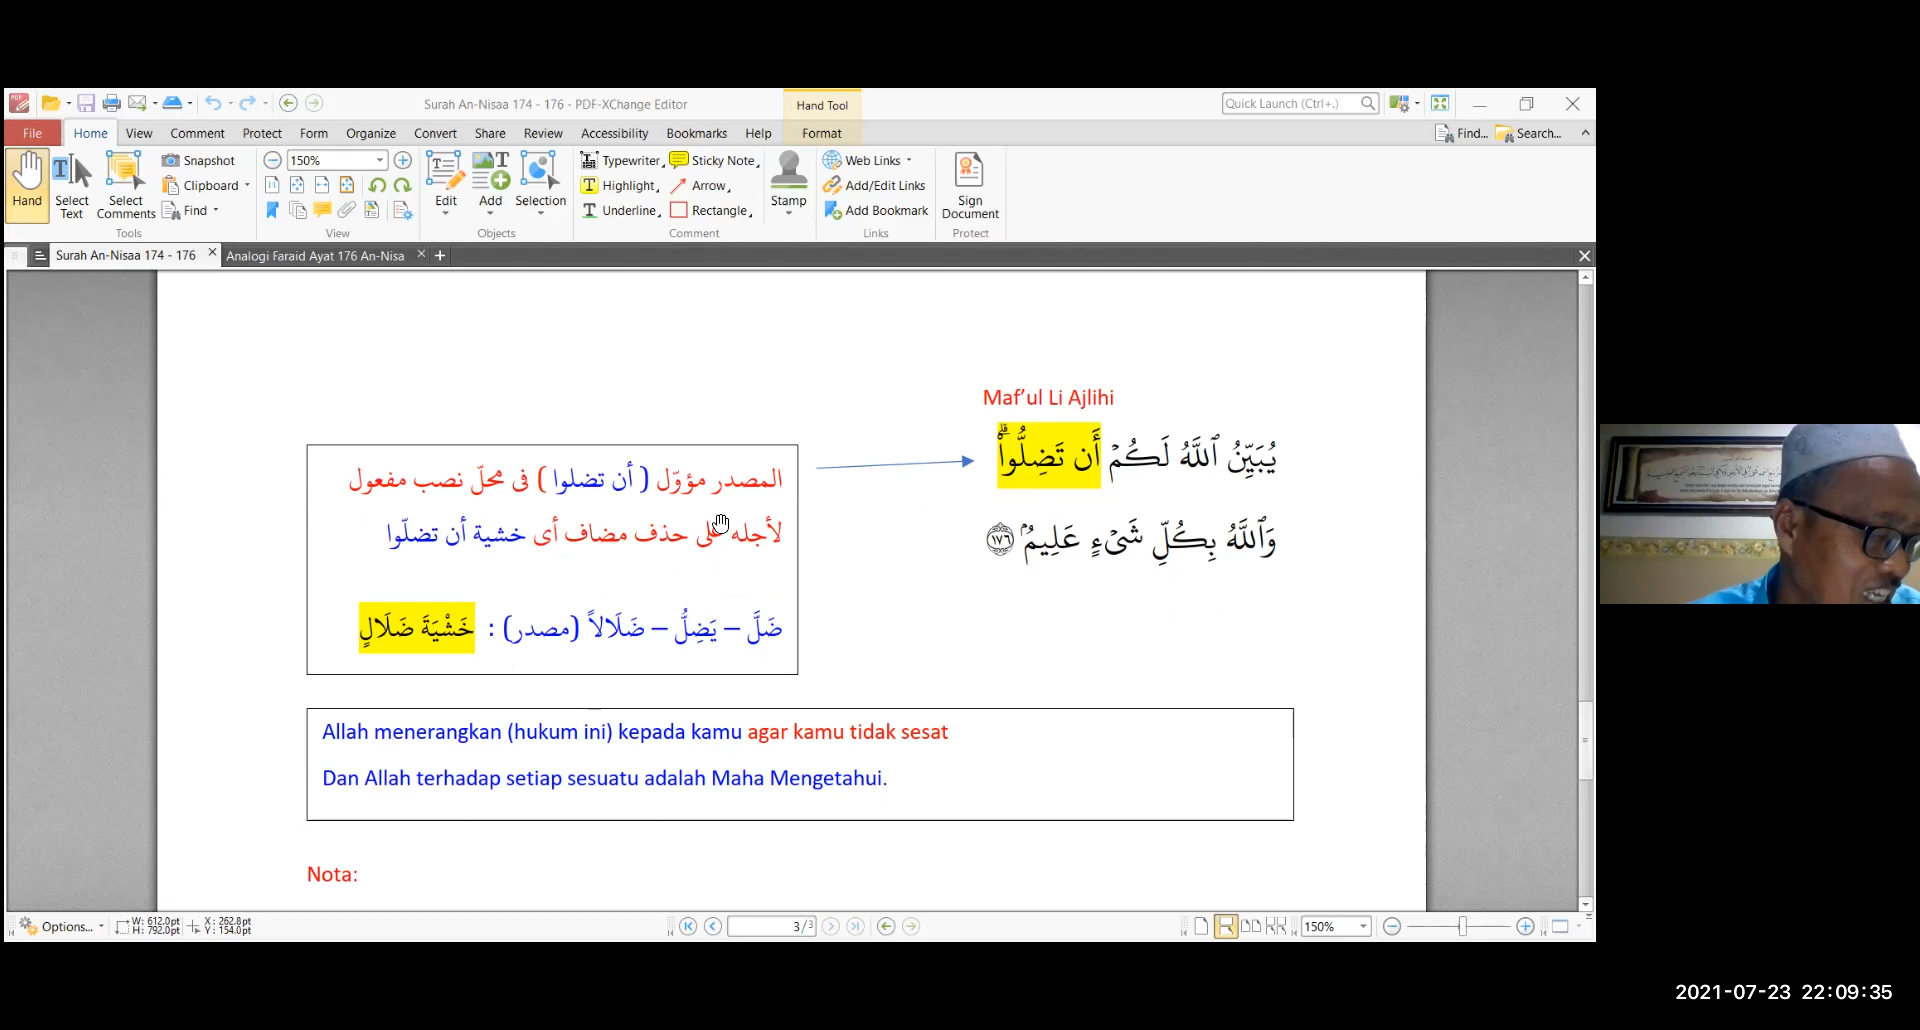 Surah An-Nisaa 174 - 176 - PDF-XChange Editor
Hand Tool
Quick Launch (Ctrl+.)
File Home View Comment Protect Form Organize Convert Share Review Accessibility Bookmarks Help Format Find... Search...
Hand
Select Text
Select Comments
Snapshot
Clipboard
Find
Tools
150%
View
Edit
Add
Selection
Objects
Typewriter
Sticky Note
Highlight
Arrow
Underline
Rectangle
Comment
Stamp
Web Links
Add/Edit Links
Add Bookmark
Links
Sign Document
Protect
Surah An-Nisaa 174 - 176
Analogi Faraid Ayat 176 An-Nisa
Maf'ul Li Ajlihi
يُبَيِّنُ ٱللَّهُ لَكُمۡ أَن تَضِلُّواْۗ
وَٱللَّهُ بِكُلِّ شَيۡءٍ عَلِيمُۢ ١٧٦
المصدر مؤوّل ( أن تضلوا ) فى محلّ نصب مفعول
لأجله على حذف مضاف أى خشية أن تضلّوا
ضَلَّ – يَضِلُّ – ضَلَالاً (مصدر) : خَشْيَةَ ضَلَالٍ
Allah menerangkan (hukum ini) kepada kamu agar kamu tidak sesat
Dan Allah terhadap setiap sesuatu adalah Maha Mengetahui.
Nota:
Options...
W: 612.0pt
H: 792.0pt
X: 262.8pt
Y: 154.0pt
3/3
150%
2021-07-23 22:09:35